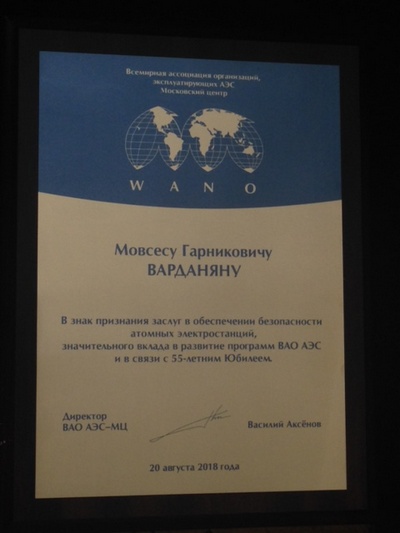 Всемирная ассоциация организаций,
эксплуатирующих АЭС
Московский центр
WANO
Мовсесу Гарниковичу
ВАРДАНЯНУ
В знак признания заслуг в обеспечении безопасности
атомных электростанций,
значительного вклада в развитие программ ВАО АЭС
и в связи с 55-летним Юбилеем.
Директор
ВАО АЭС–МЦ
Василий Аксёнов
20 августа 2018 года